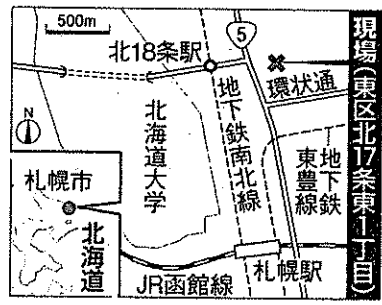 現場(東区北17条東1丁目)
500m
5
北18条駅
環状通
地下鉄南北線
地下鉄東豊線
北海道大学
N
札幌市
北海道
札幌駅
JR函館線